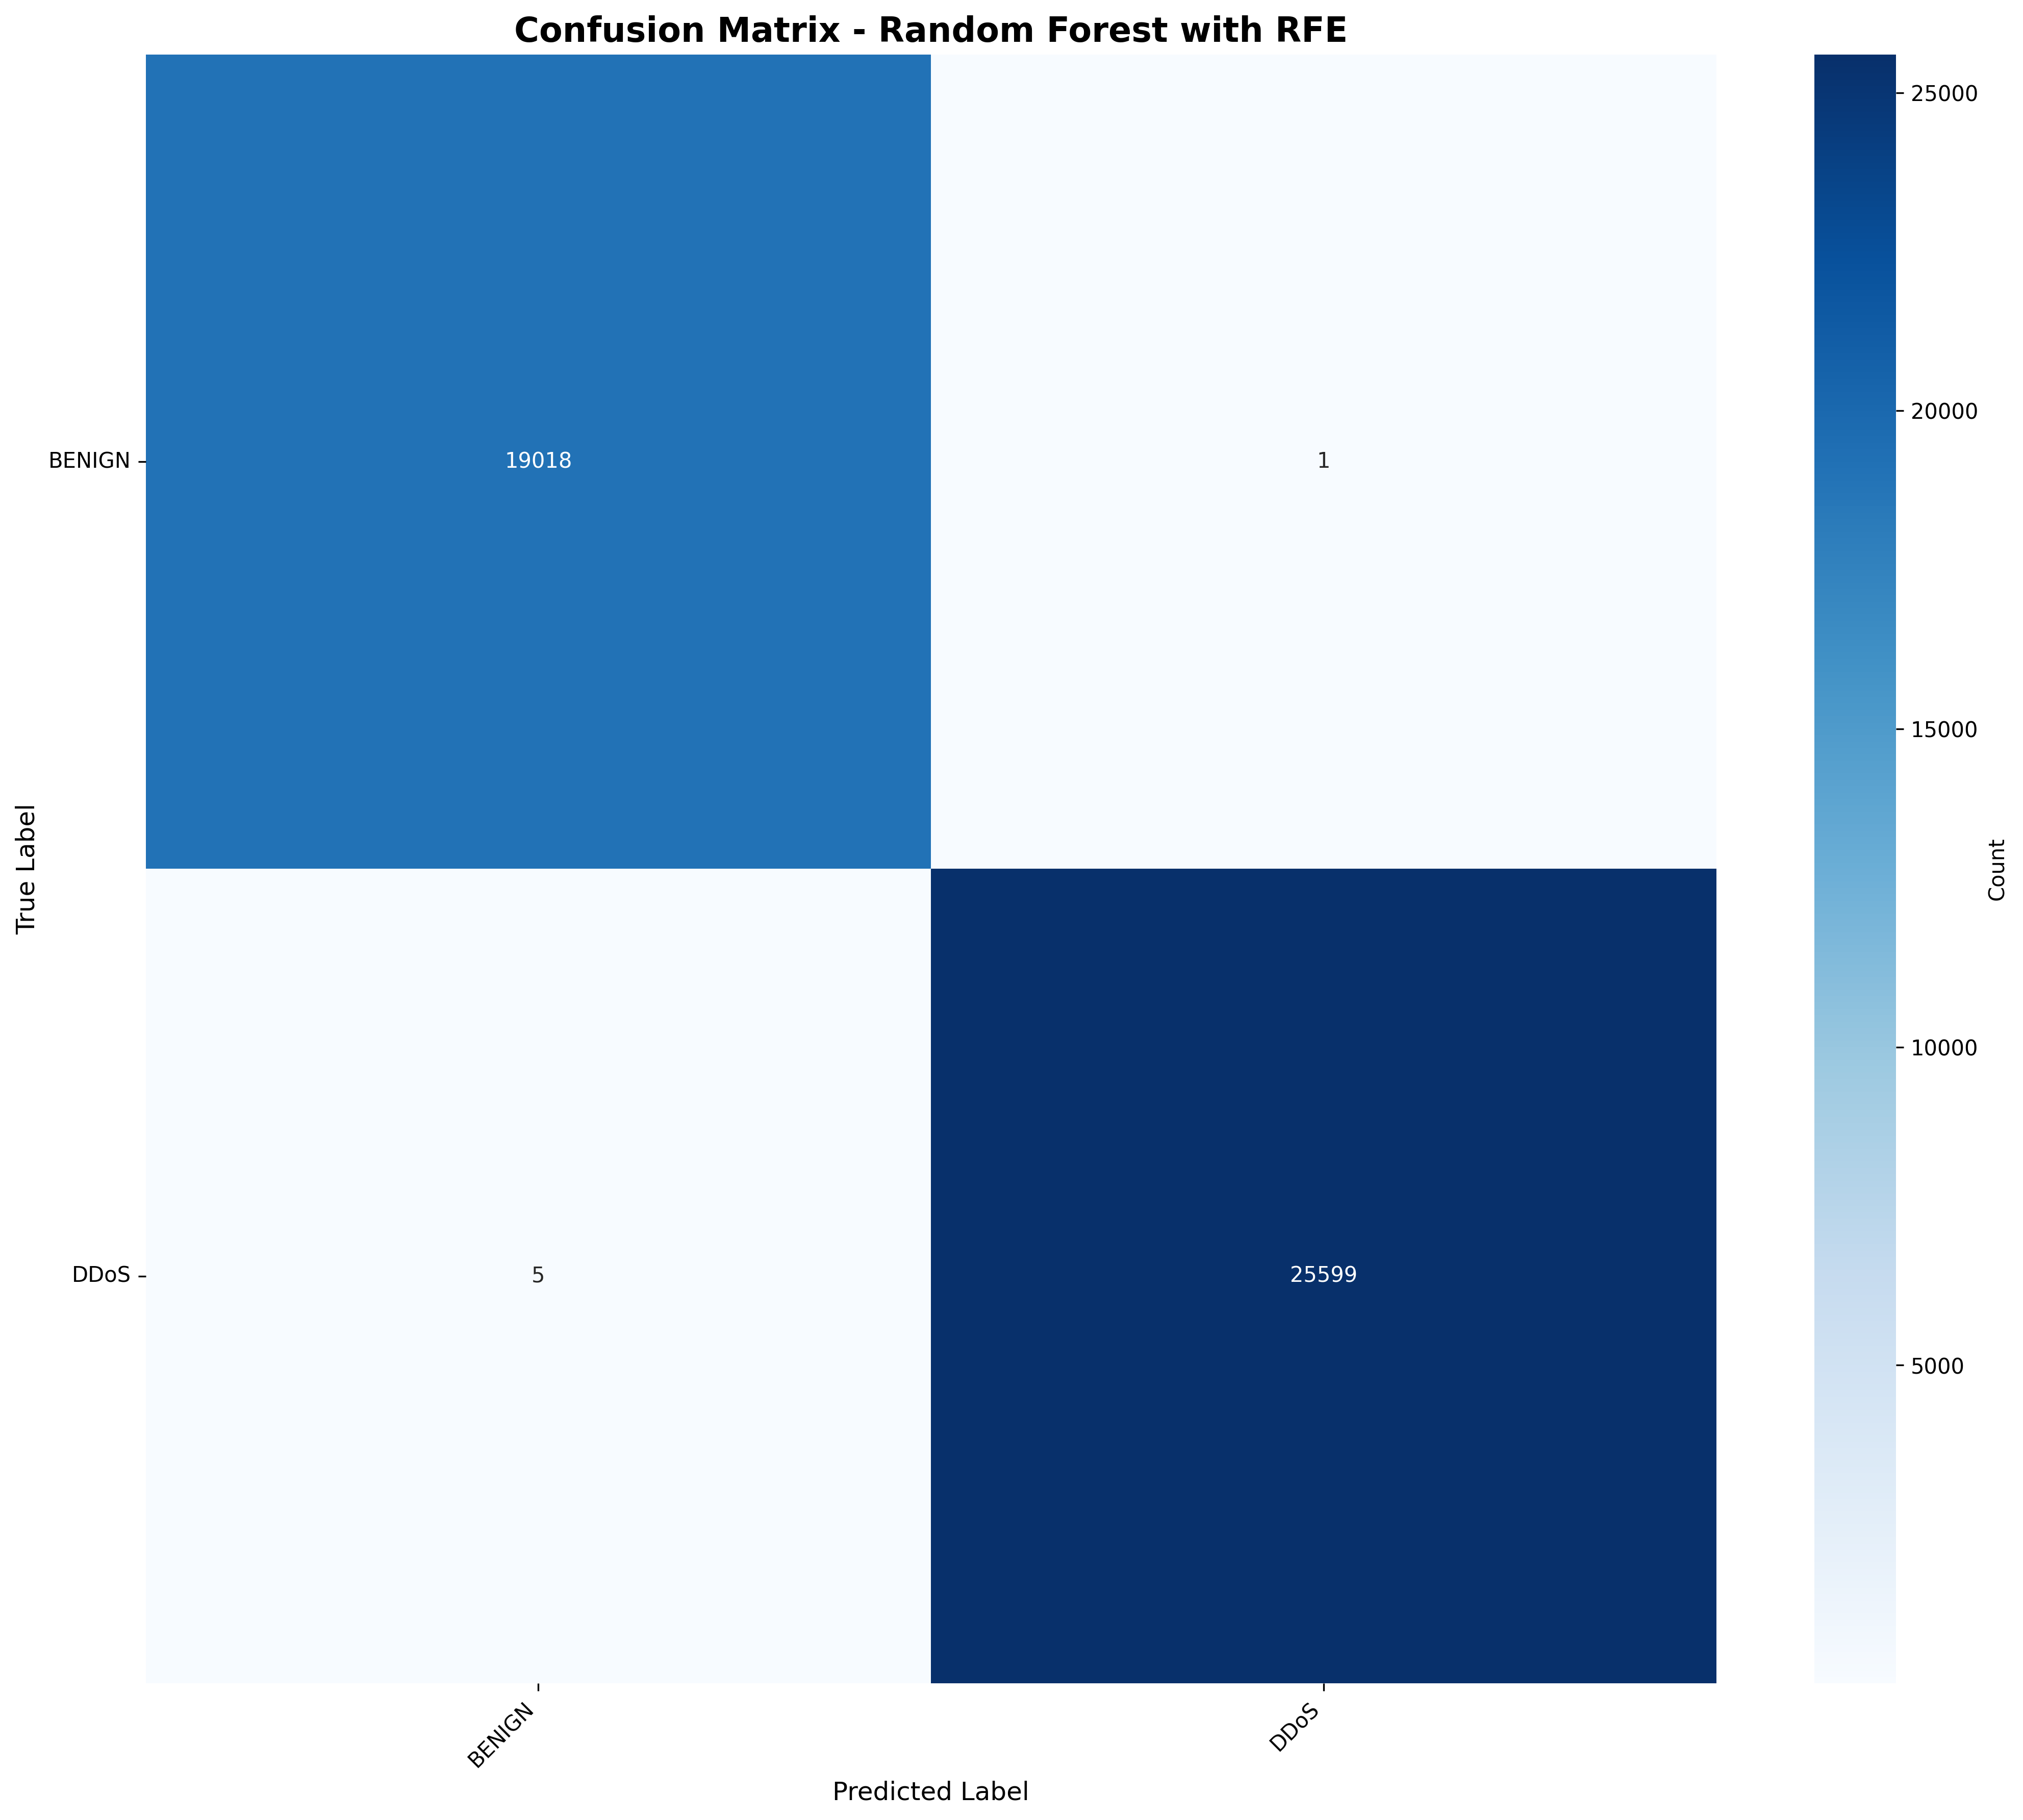 Confusion Matrix - Random Forest with RFE
True Label
BENIGN
19018
1
DDoS
5
25599
BENIGN
DDoS
Predicted Label
25000
20000
15000
10000
5000
Count